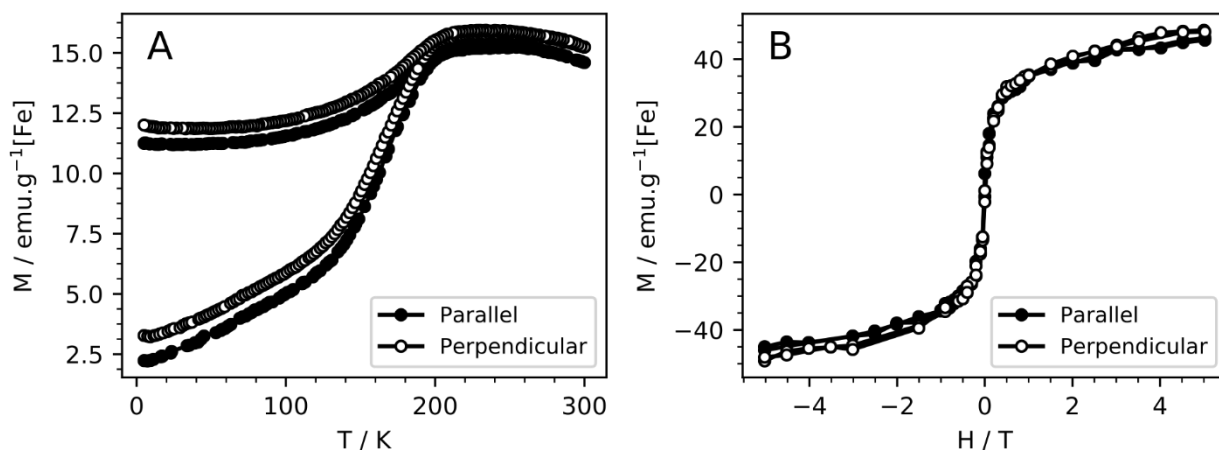 A
M / emu.g⁻¹[Fe]
15.0
12.5
10.0
7.5
5.0
2.5
0
100
200
300
T / K
Parallel
Perpendicular
B
M / emu.g⁻¹[Fe]
40
20
0
−20
−40
−4
−2
0
2
4
H / T
Parallel
Perpendicular